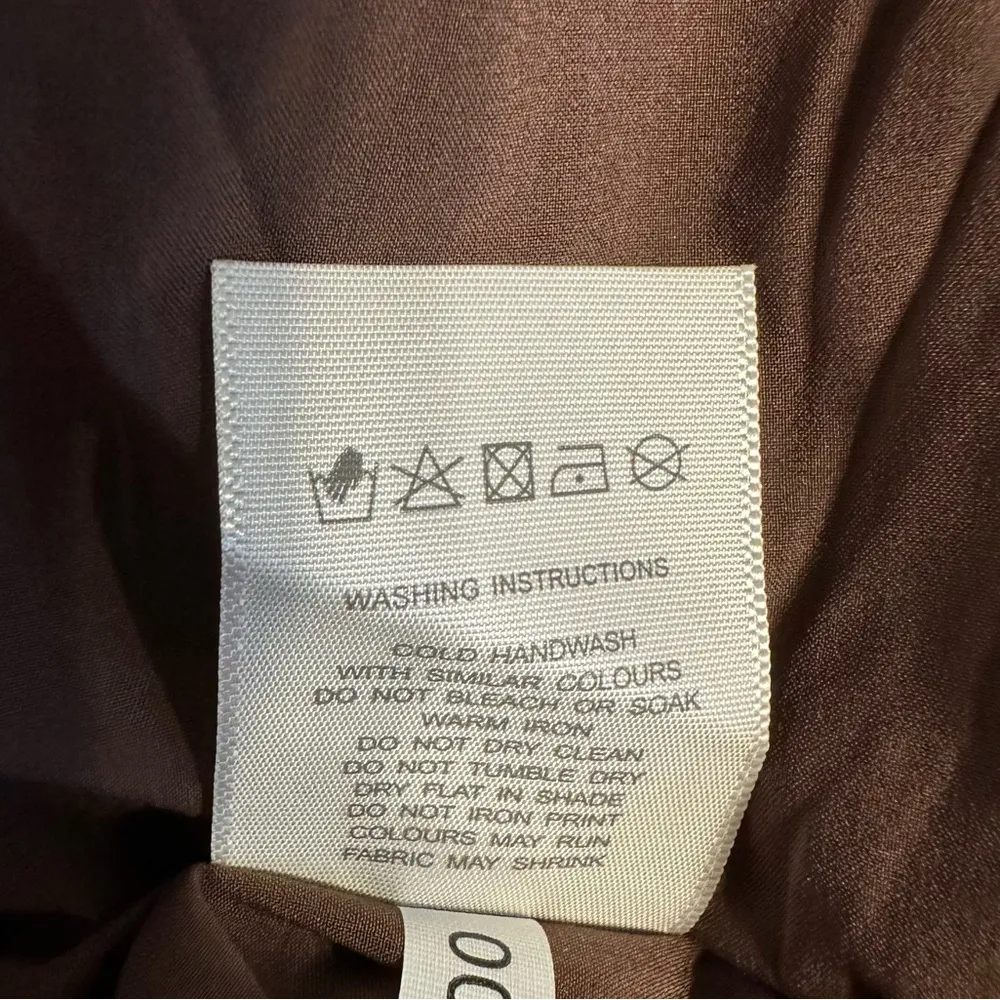 WASHING INSTRUCTIONS
COLD HANDWASH
WITH SIMILAR COLOURS
DO NOT BLEACH OR SOAK
WARM IRON
DO NOT DRY CLEAN
DO NOT TUMBLE DRY
DRY FLAT IN SHADE
DO NOT IRON PRINT
COLOURS MAY RUN
FABRIC MAY SHRINK